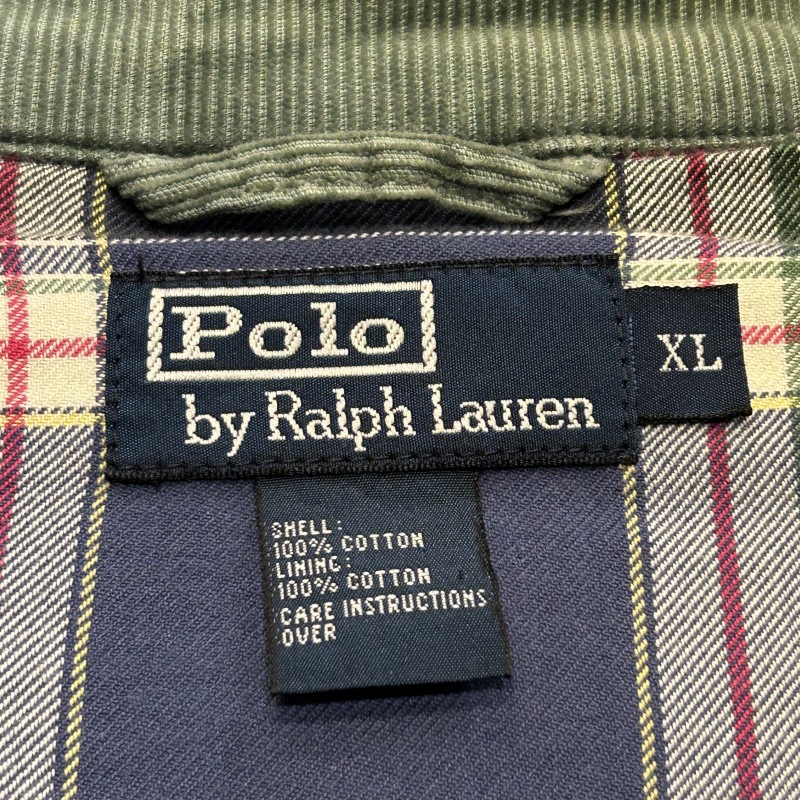 Polo
by Ralph Lauren
XL
SHELL:
100% COTTON
LINING:
100% COTTON
CARE INSTRUCTIONS
OVER